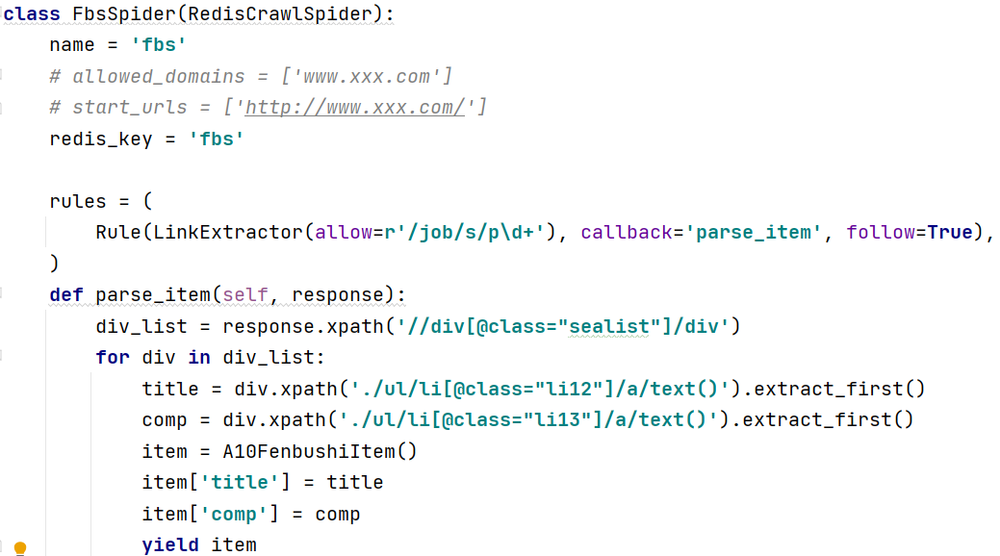 class FbsSpider(RedisCrawlSpider):
    name = 'fbs'
    # allowed_domains = ['www.xxx.com']
    # start_urls = ['http://www.xxx.com/']
    redis_key = 'fbs'

    rules = (
        Rule(LinkExtractor(allow=r'/job/s/p\d+'), callback='parse_item', follow=True),
    )
    def parse_item(self, response):
        div_list = response.xpath('//div[@class="sealist"]/div')
        for div in div_list:
            title = div.xpath('./ul/li[@class="li12"]/a/text()').extract_first()
            comp = div.xpath('./ul/li[@class="li13"]/a/text()').extract_first()
            item = A10FenbushiItem()
            item['title'] = title
            item['comp'] = comp
            yield item